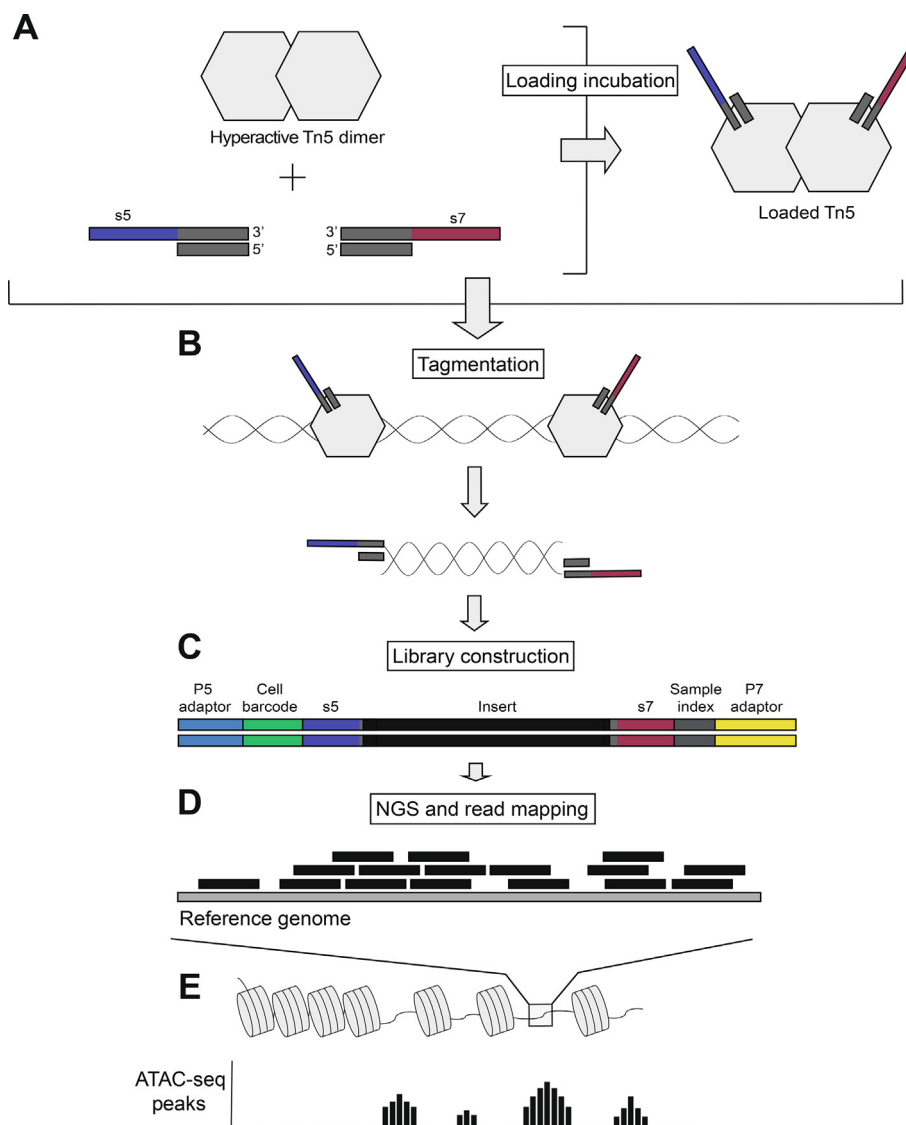 A
Loading incubation
Hyperactive Tn5 dimer
+
s5
s7
3'
3'
5'
5'
Loaded Tn5
B
Tagmentation
C
Library construction
P5 adaptor
Cell barcode
s5
Insert
s7
Sample index
P7 adaptor
D
NGS and read mapping
Reference genome
E
ATAC-seq
peaks